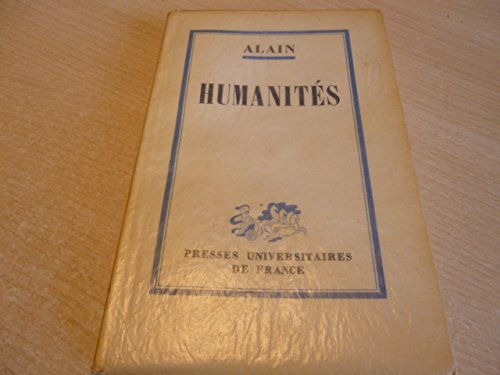 ALAIN
HUMANITÉS
PRESSES UNIVERSITAIRES
DE FRANCE